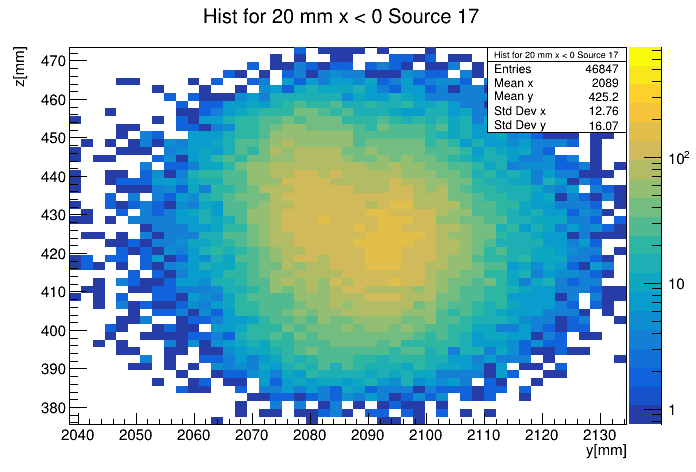 Hist for 20 mm x < 0 Source 17
z[mm]
Hist for 20 mm x < 0 Source 17
Entries 46847
Mean x 2089
Mean y 425.2
Std Dev x 12.76
Std Dev y 16.07
470
460
450
440
430
420
410
400
390
380
10²
10
1
2040 2050 2060 2070 2080 2090 2100 2110 2120 2130
y[mm]